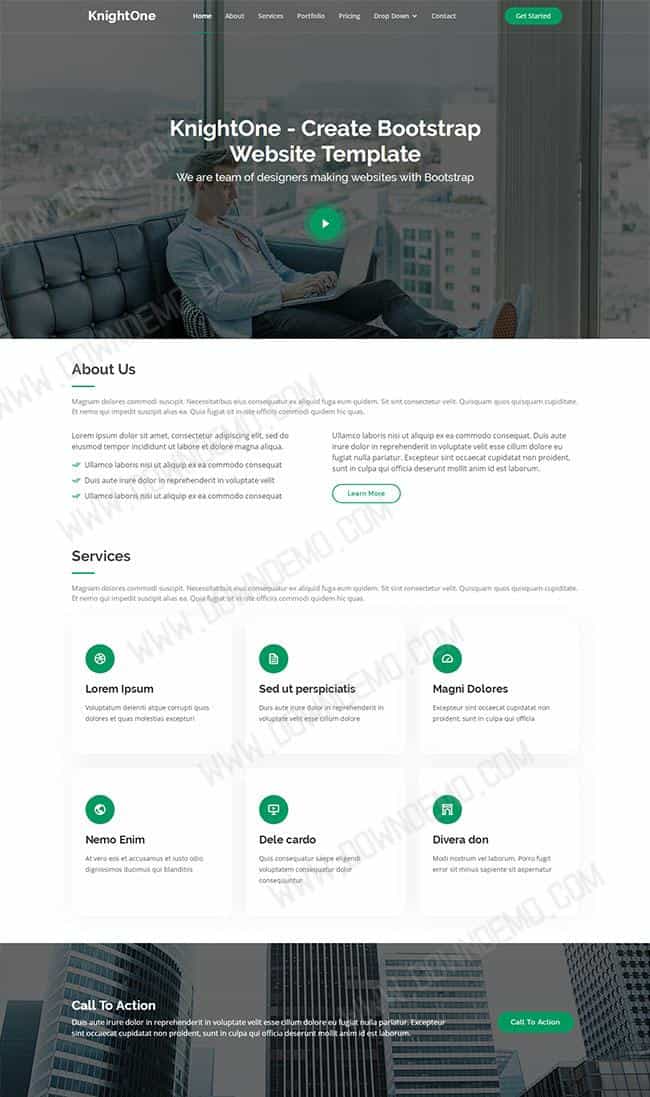 KnightOne
Home About Services Portfolio Pricing Drop Down Contact
Get Started
KnightOne - Create Bootstrap
Website Template
We are team of designers making websites with Bootstrap
About Us
Magnam dolores commodi suscipit. Necessitatibus eius consequatur ex aliquid fuga eum quidem. Sit sint consectetur velit. Quisquam quos quisquam cupiditate.
Et nemo qui impedit suscipit alias ea. Quia fugiat sit in iste officiis commodi quidem hic quas.
Lorem ipsum dolor sit amet, consectetur adipiscing elit, sed do
eiusmod tempor incididunt ut labore et dolore magna aliqua.
Ullamco laboris nisi ut aliquip ex ea commodo consequat
Duis aute irure dolor in reprehenderit in voluptate velit
Ullamco laboris nisi ut aliquip ex ea commodo consequat
Ullamco laboris nisi ut aliquip ex ea commodo consequat. Duis aute
irure dolor in reprehenderit in voluptate velit esse cillum dolore eu
fugiat nulla pariatur. Excepteur sint occaecat cupidatat non proident,
sunt in culpa qui officia deserunt mollit anim id est laborum.
Learn More
Services
Magnam dolores commodi suscipit. Necessitatibus eius consequatur ex aliquid fuga eum quidem. Sit sint consectetur velit. Quisquam quos quisquam cupiditate.
Et nemo qui impedit suscipit alias ea. Quia fugiat sit in iste officiis commodi quidem hic quas.
Lorem Ipsum
Voluptatum deleniti atque corrupti quos
dolores et quas molestias excepturi
Sed ut perspiciatis
Duis aute irure dolor in reprehenderit in
voluptate velit esse cillum dolore
Magni Dolores
Excepteur sint occaecat cupidatat non
proident, sunt in culpa qui officia
Nemo Enim
At vero eos et accusamus et iusto odio
dignissimos ducimus qui blanditiis
Dele cardo
Quis consequatur saepe eligendi
voluptatem consequatur dolor
consequuntur
Divera don
Modi nostrum vel laborum. Porro fugit
error sit minus sapiente sit aspernatur
Call To Action
Duis aute irure dolor in reprehenderit in voluptate velit esse cillum dolore eu fugiat nulla pariatur. Excepteur
sint occaecat cupidatat non proident, sunt in culpa qui officia deserunt mollit anim id est laborum.
Call To Action
WWW.DOWNDEMO.COM
WWW.DOWNDEMO.COM
WWW.DOWNDEMO.COM
WWW.DOWNDEMO.COM
WWW.DOWNDEMO.COM
WWW.DOWNDEMO.COM